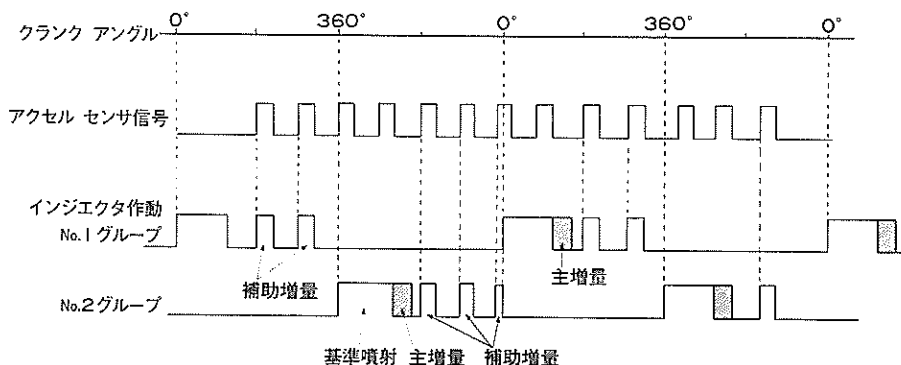 0° 360° 0° 360° 0°
クランク アングル
アクセル センサ信号
インジエクタ作動
No.1グループ
補助増量
主増量
No.2グループ
基準噴射 主増量 補助増量